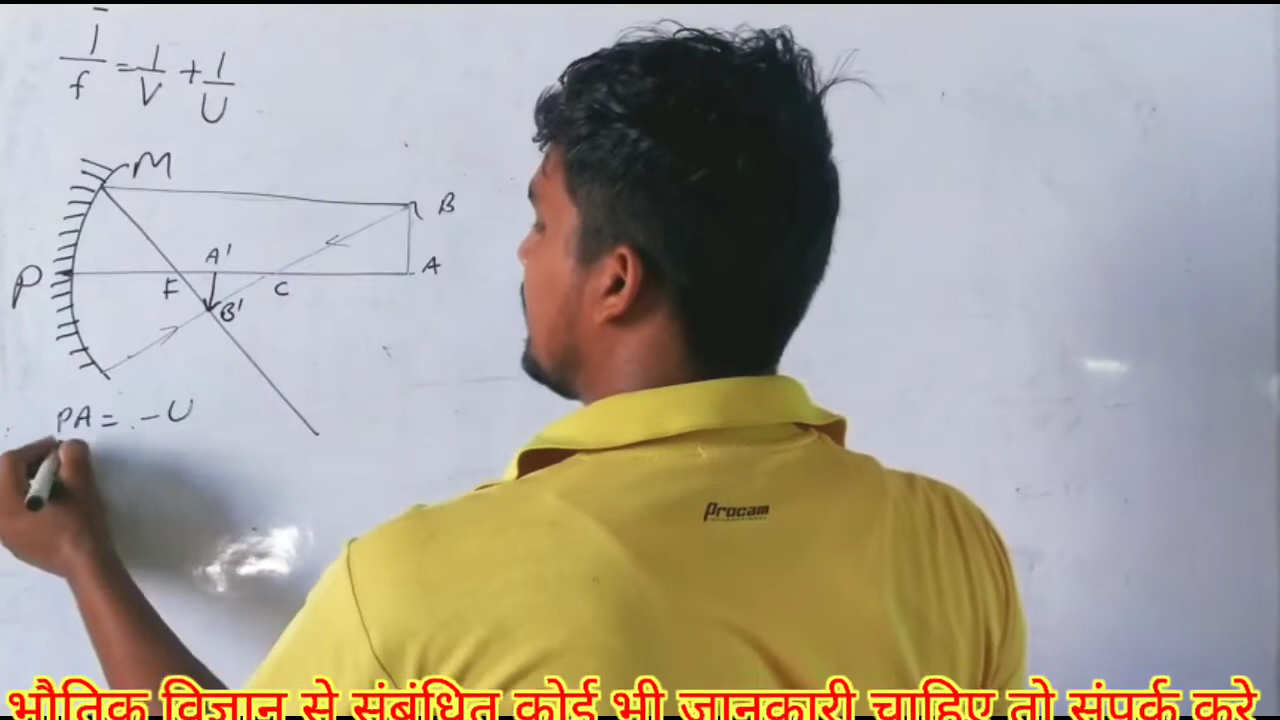 1/f = 1/V + 1/U
M
B
A'
A
P
F
C
B'
PA = -U
Procam
भौतिक विज्ञान से संबंधित कोई भी जानकारी चाहिए तो संपर्क करे